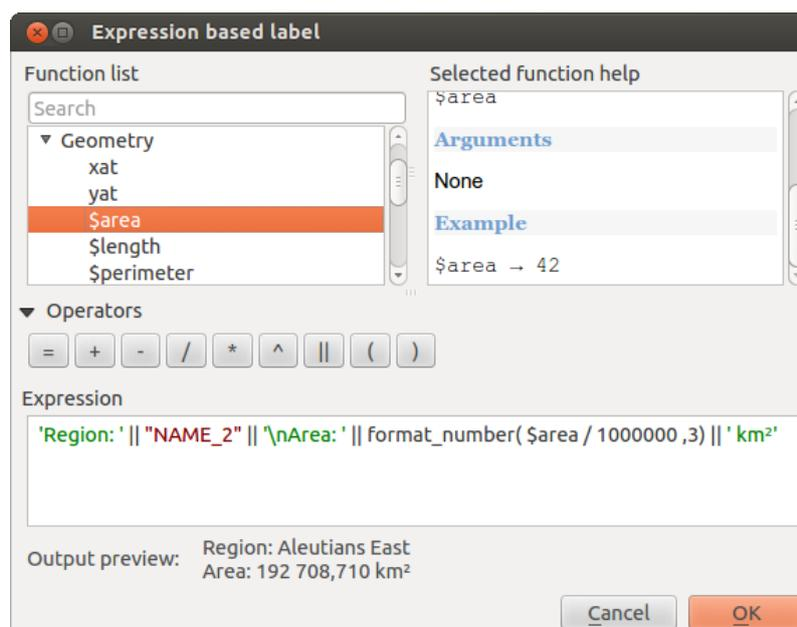 Expression based label
Function list
Search
Geometry
xat
yat
$area
$length
$perimeter
Selected function help
$area
Arguments
None
Example
$area → 42
Operators
= + - / * ^ || ( )
Expression
'Region: ' || "NAME_2" || '\nArea: ' || format_number( $area / 1000000 ,3) || ' km²'
Output preview:
Region: Aleutians East
Area: 192 708,710 km²
Cancel
OK